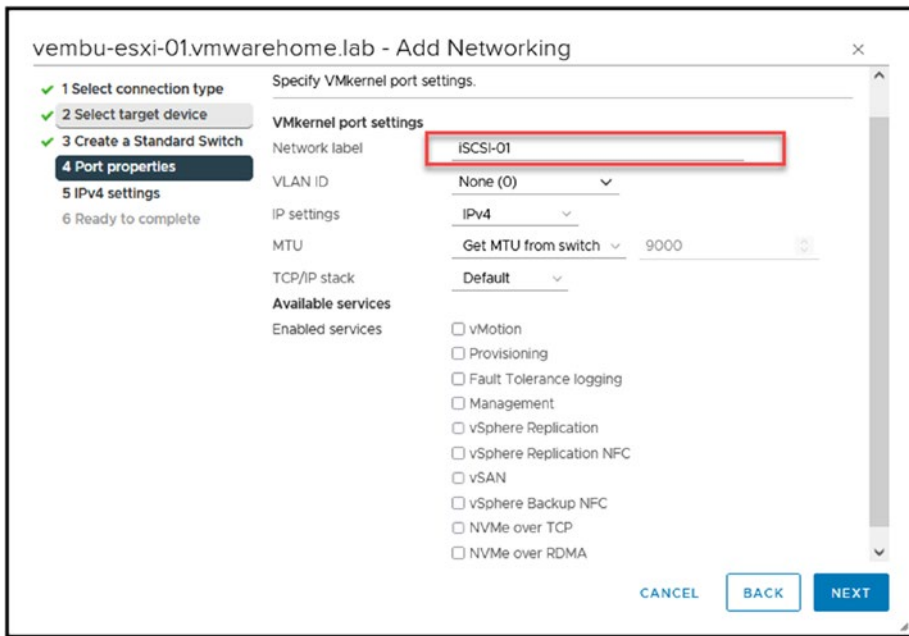 vembu-esxi-01.vmwarehome.lab - Add Networking
1 Select connection type
2 Select target device
3 Create a Standard Switch
4 Port properties
5 IPv4 settings
6 Ready to complete
Specify VMkernel port settings.
VMkernel port settings
Network label iSCSI-01
VLAN ID None (0)
IP settings IPv4
MTU Get MTU from switch 9000
TCP/IP stack Default
Available services
Enabled services vMotion
Provisioning
Fault Tolerance logging
Management
vSphere Replication
vSphere Replication NFC
vSAN
vSphere Backup NFC
NVMe over TCP
NVMe over RDMA
CANCEL BACK NEXT